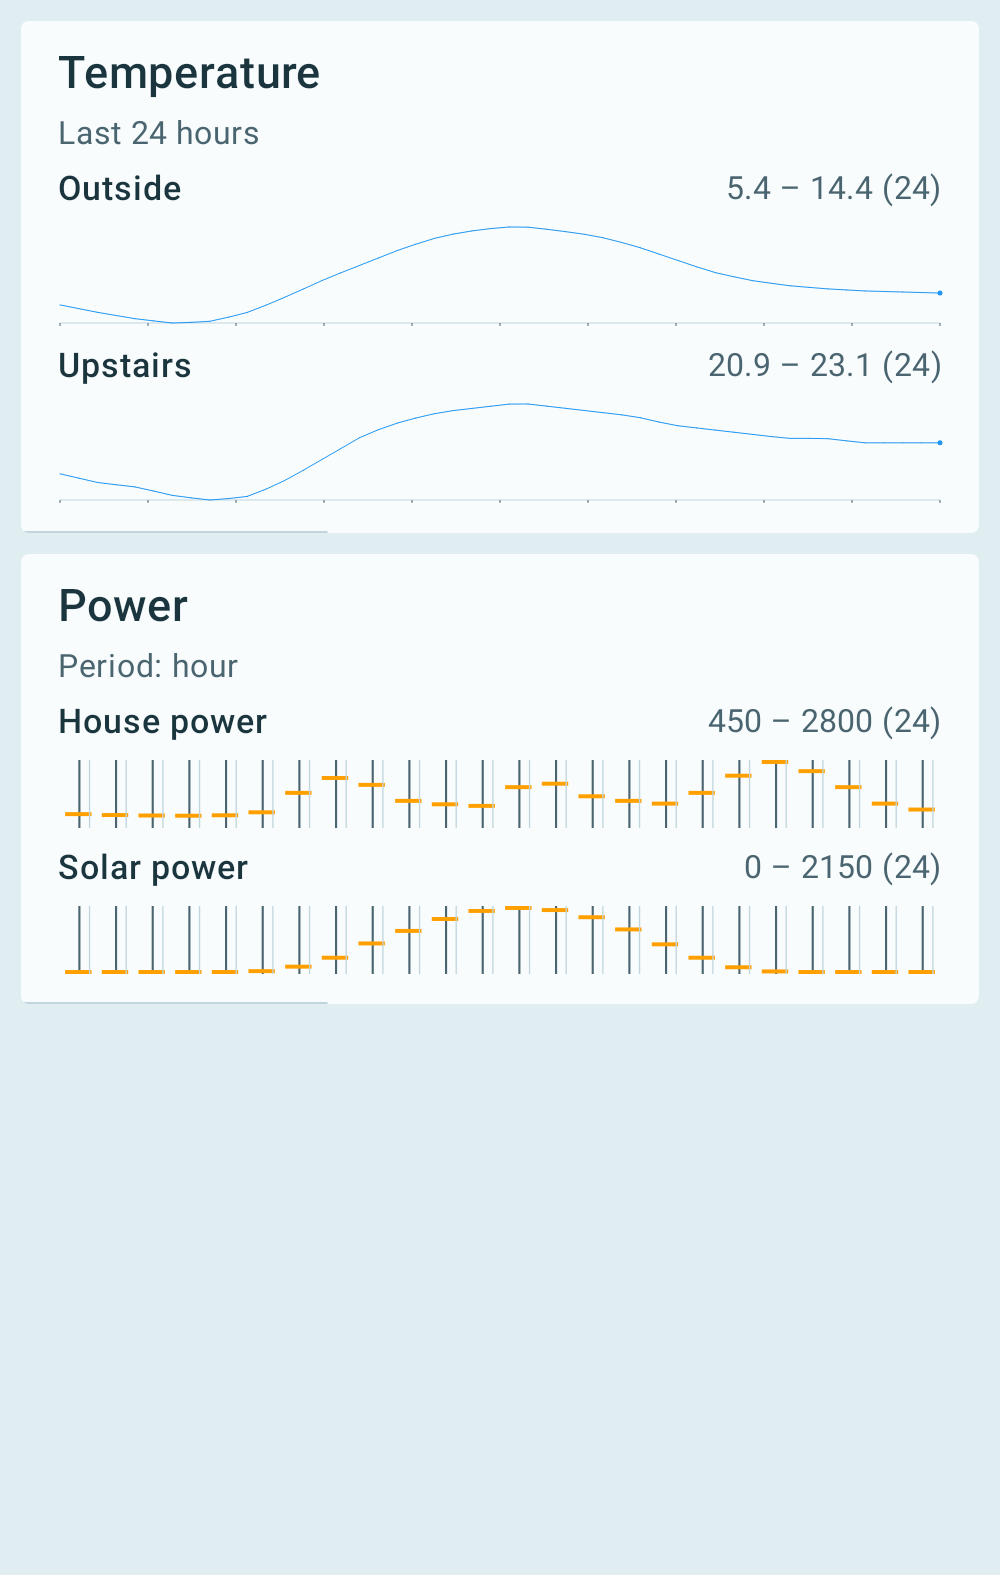 Temperature
Last 24 hours
Outside 5.4 – 14.4 (24)
Upstairs 20.9 – 23.1 (24)
Power
Period: hour
House power 450 – 2800 (24)
Solar power 0 – 2150 (24)